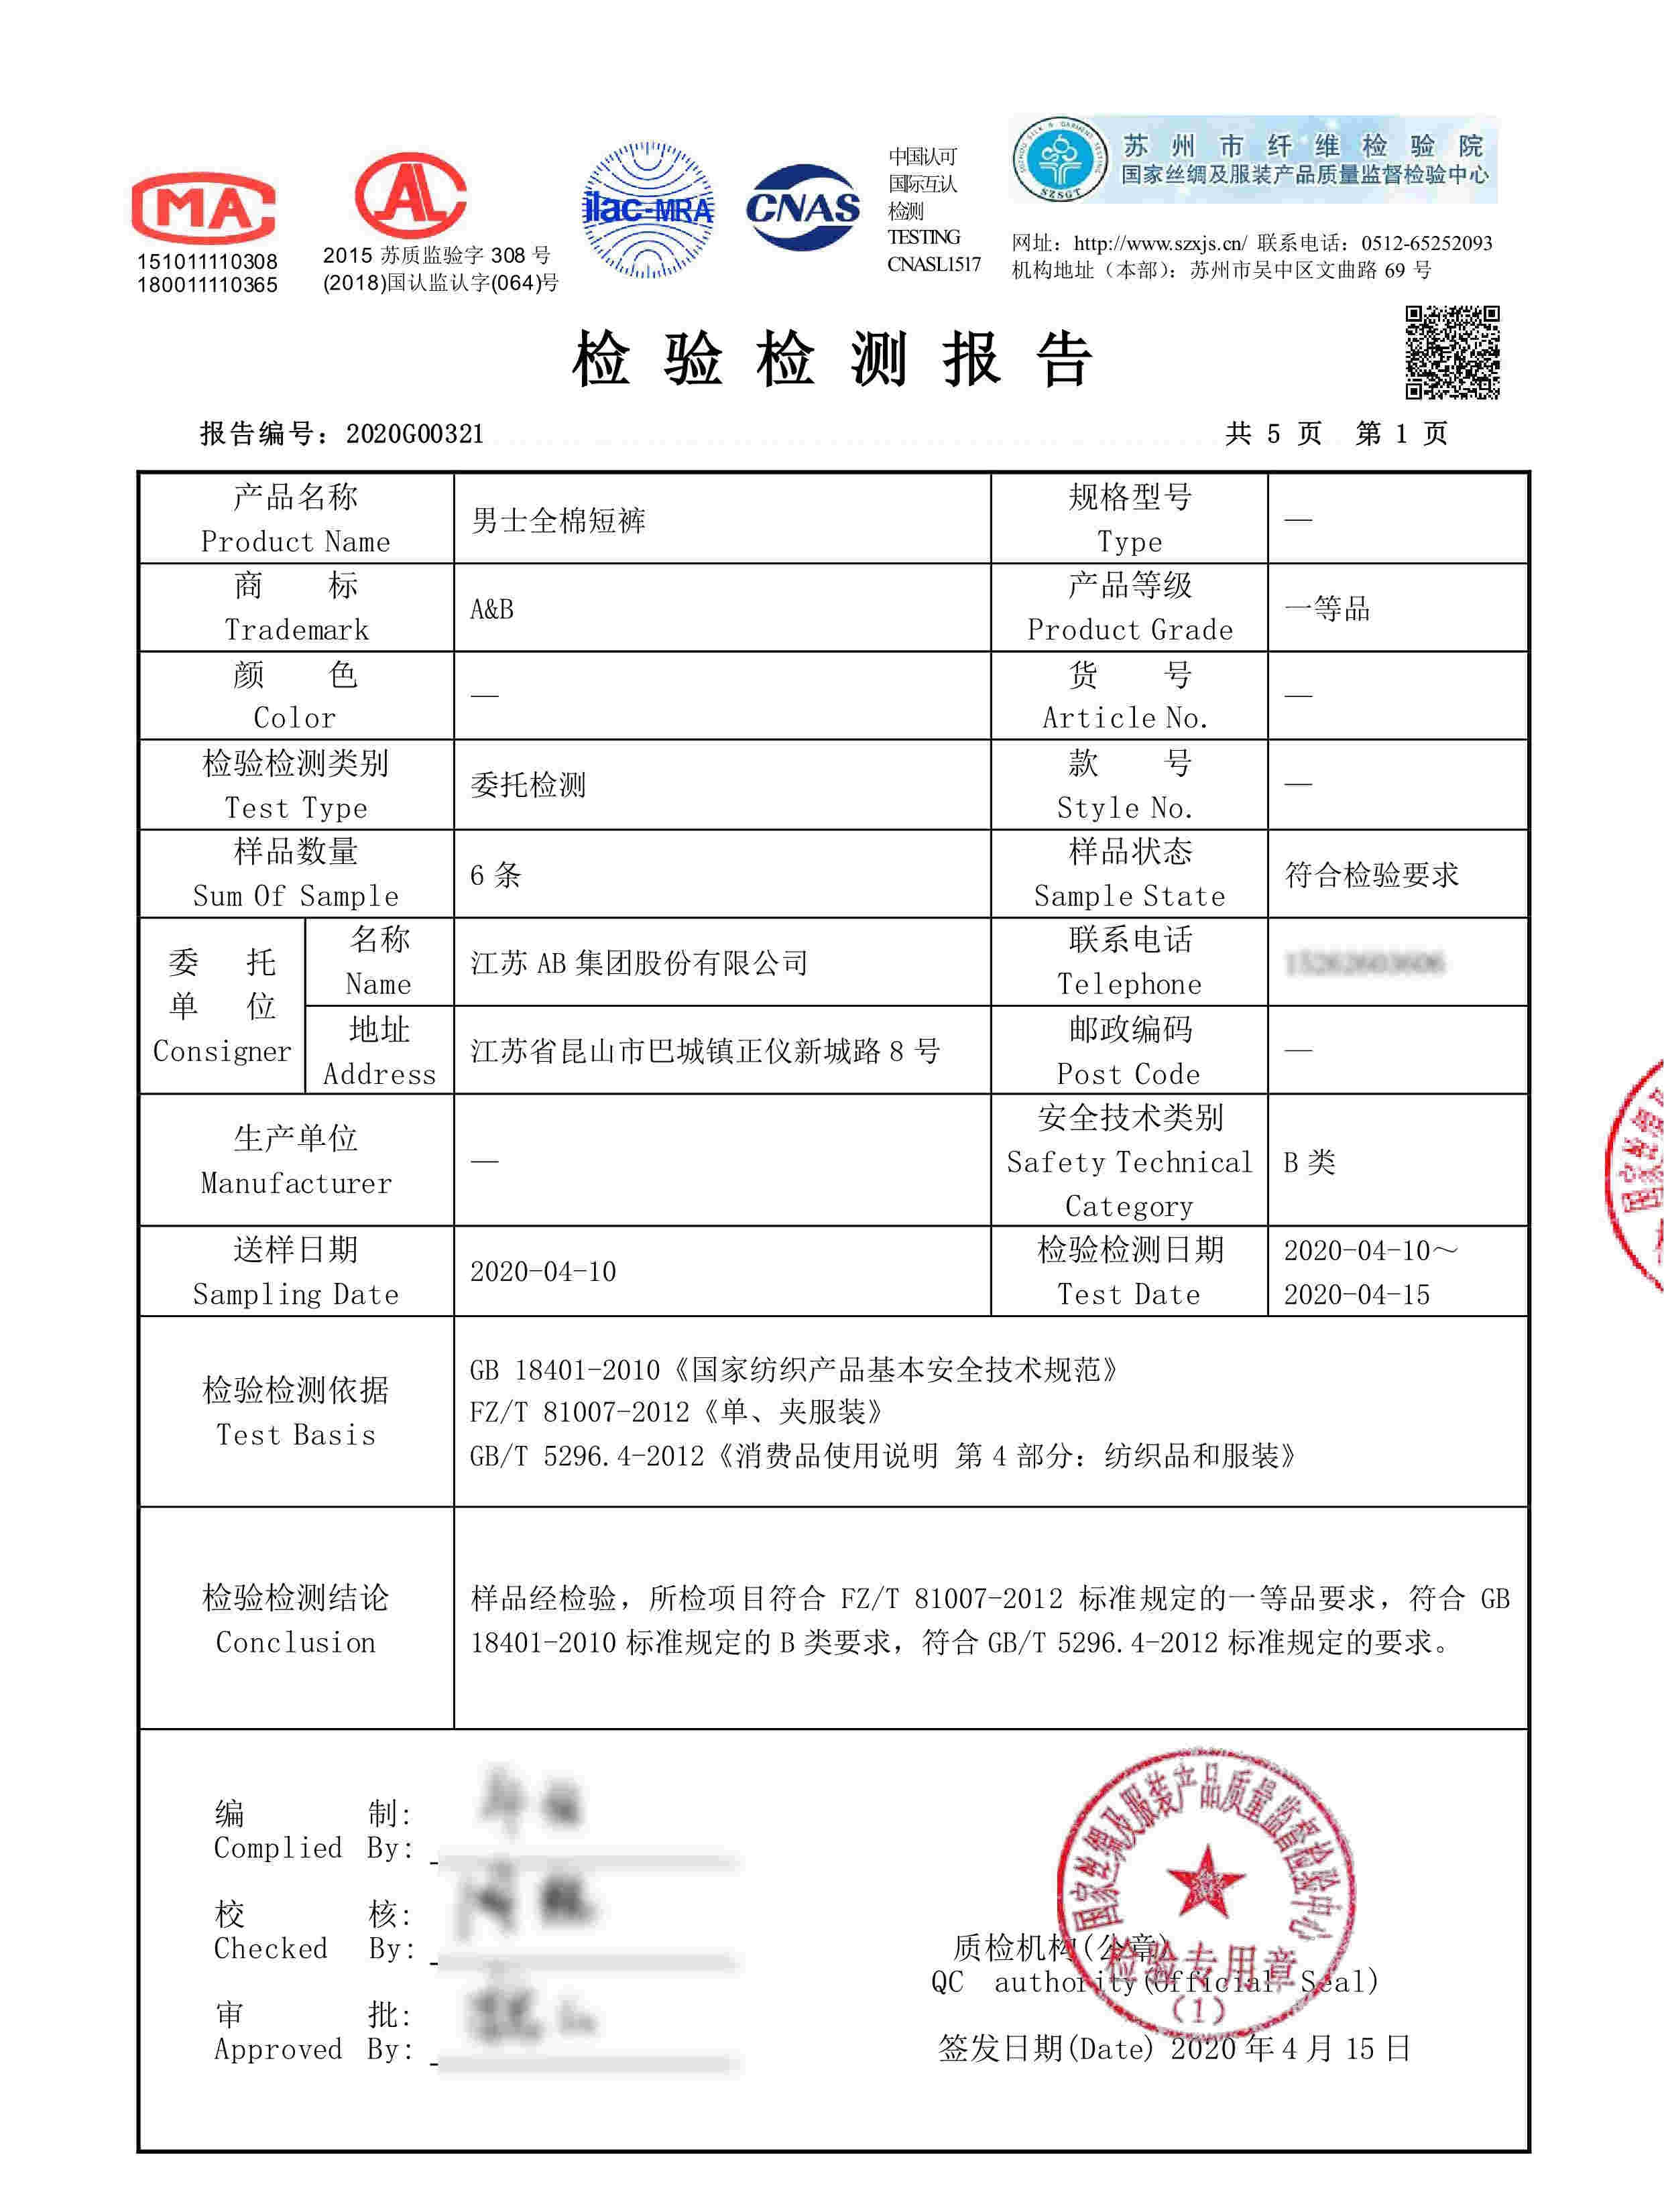 MA
151011110308
180011110365
AL
2015 苏质监验字 308 号
(2018)国认监认字(064)号
ilac-MRA
CNAS
中国认可
国际互认
检测
TESTING
CNASL1517
SZSGT
苏州市纤维检验院
国家丝绸及服装产品质量监督检验中心
网址：http://www.szxjs.cn/ 联系电话：0512-65252093
机构地址（本部）：苏州市吴中区文曲路 69 号
检验检测报告
报告编号：2020G00321
共 5 页 第 1 页
产品名称
Product Name
男士全棉短裤
规格型号
Type
—
商 标
Trademark
A&B
产品等级
Product Grade
一等品
颜 色
Color
—
货 号
Article No.
—
检验检测类别
Test Type
委托检测
款 号
Style No.
—
样品数量
Sum Of Sample
6 条
样品状态
Sample State
符合检验要求
委 托
单 位
Consigner
名称
Name
江苏 AB 集团股份有限公司
联系电话
Telephone
地址
Address
江苏省昆山市巴城镇正仪新城路 8 号
邮政编码
Post Code
—
生产单位
Manufacturer
—
安全技术类别
Safety Technical
Category
B 类
送样日期
Sampling Date
2020-04-10
检验检测日期
Test Date
2020-04-10～
2020-04-15
检验检测依据
Test Basis
GB 18401-2010《国家纺织产品基本安全技术规范》
FZ/T 81007-2012《单、夹服装》
GB/T 5296.4-2012《消费品使用说明 第 4 部分：纺织品和服装》
检验检测结论
Conclusion
样品经检验，所检项目符合 FZ/T 81007-2012 标准规定的一等品要求，符合 GB
18401-2010 标准规定的 B 类要求，符合 GB/T 5296.4-2012 标准规定的要求。
编 制：
Complied By:
校 核：
Checked By:
审 批：
Approved By:
国家丝绸及服装产品质量监督检验中心
检验专用章
(1)
质检机构(公章)
QC authority(Official Seal)
签发日期(Date) 2020 年 4 月 15 日